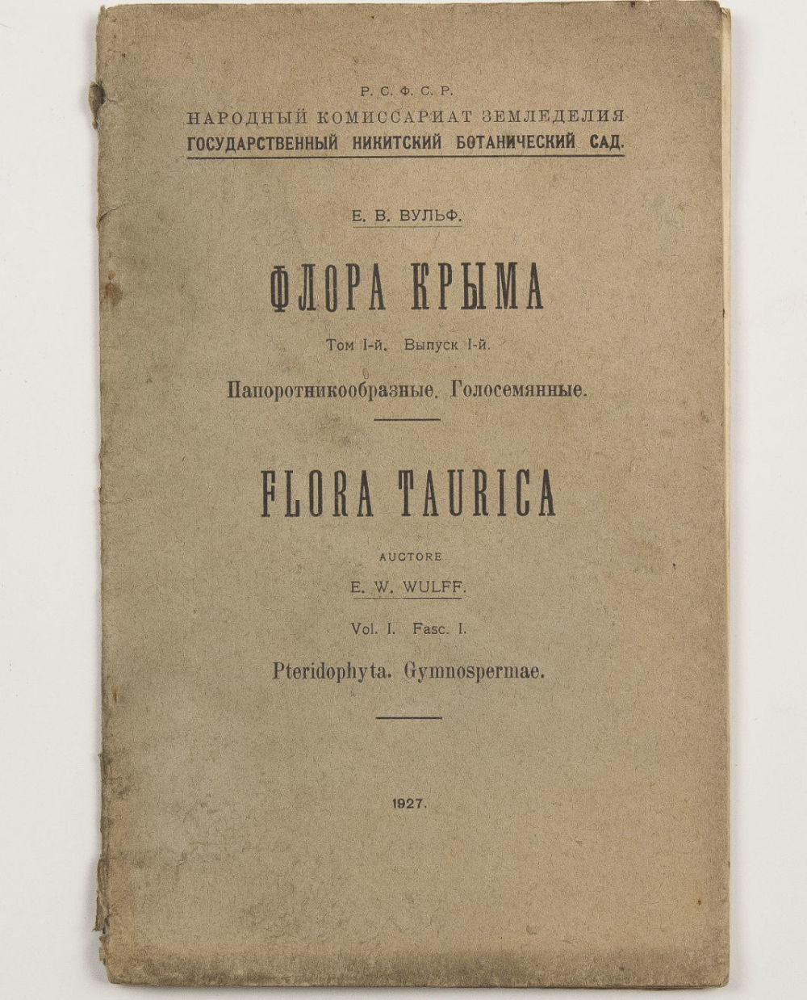 Р. С. Ф. С. Р.
НАРОДНЫЙ КОМИССАРИАТ ЗЕМЛЕДЕЛИЯ
ГОСУДАРСТВЕННЫЙ НИКИТСКИЙ БОТАНИЧЕСКИЙ САД.
Е. В. ВУЛЬФ.
ФЛОРА КРЫМА
Том I-й. Выпуск I-й.
Папоротникообразные. Голосемянные.
FLORA TAURICA
AUCTORE
E. W. WULFF.
Vol. I. Fasc. I.
Pteridophyta. Gymnospermae.
1927.